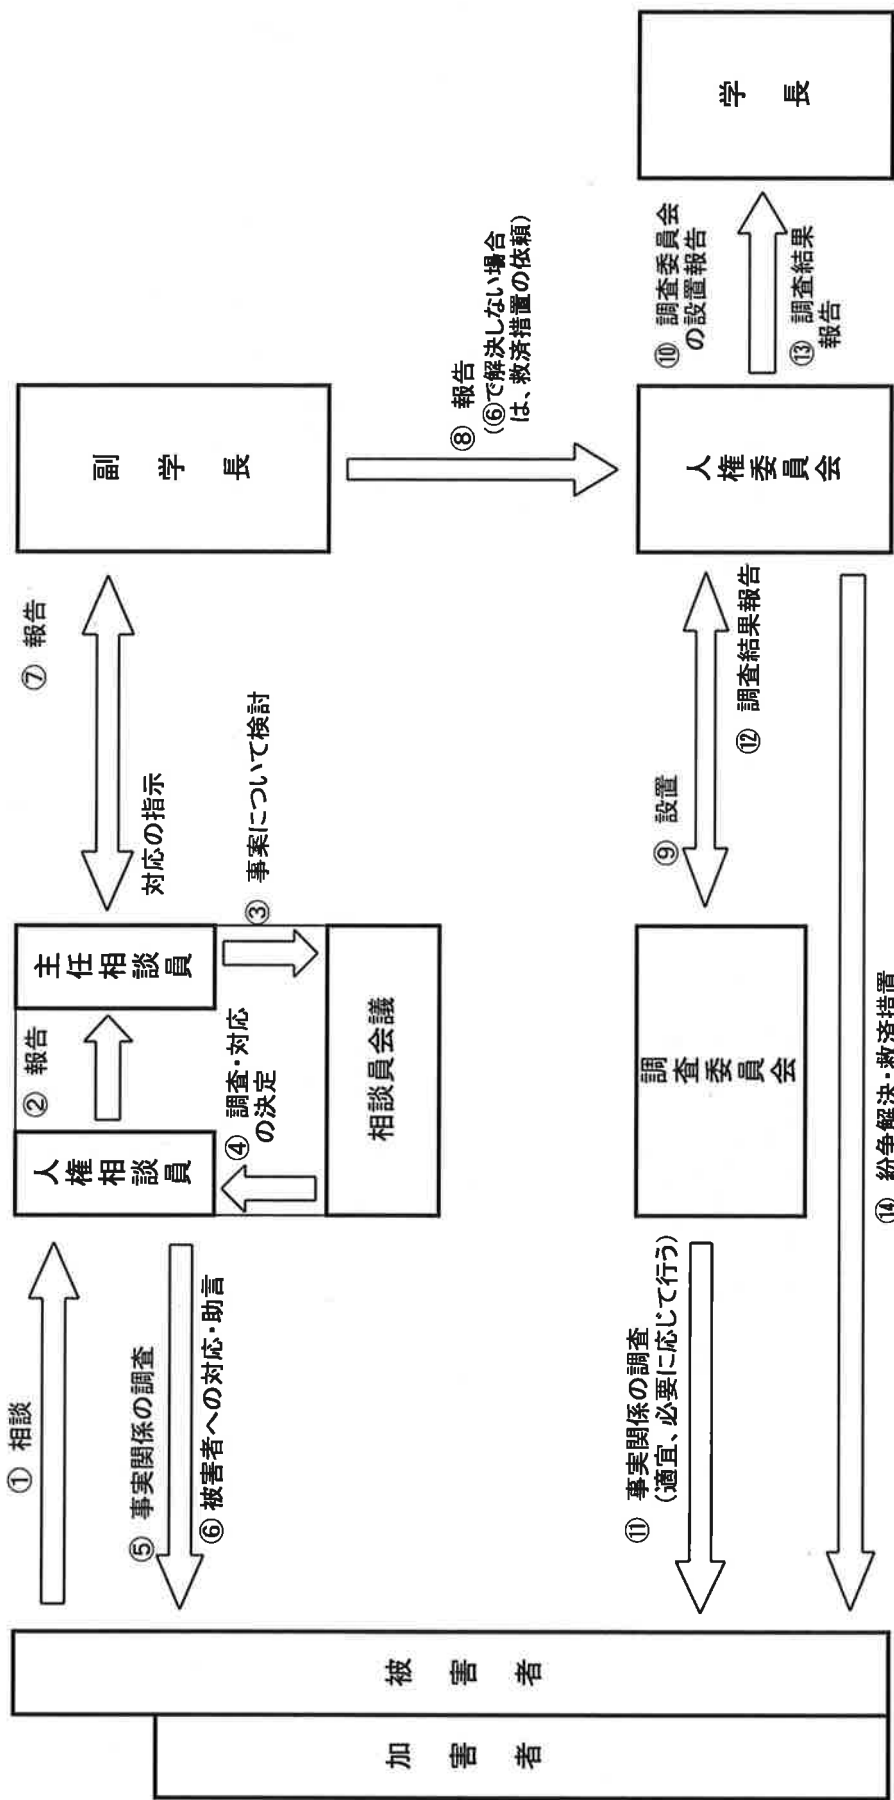 ① 相談
⑤ 事実関係の調査
⑥ 被害者への対応・助言
人権相談員
② 報告
主任相談員
③ 事案について検討
④ 調査・対応
の決定
相談員会議
⑦ 報告
対応の指示
副学長
⑧ 報告
(⑥で解決しない場合
は、救済措置の依頼)
被害者
加害者
⑪ 事実関係の調査
(適宜、必要に応じて行う)
調査委員会
⑨ 設置
⑫ 調査結果報告
人権委員会
⑩ 調査委員会
の設置報告
⑬ 調査結果
報告
学長
⑭ 紛争解決・救済措置